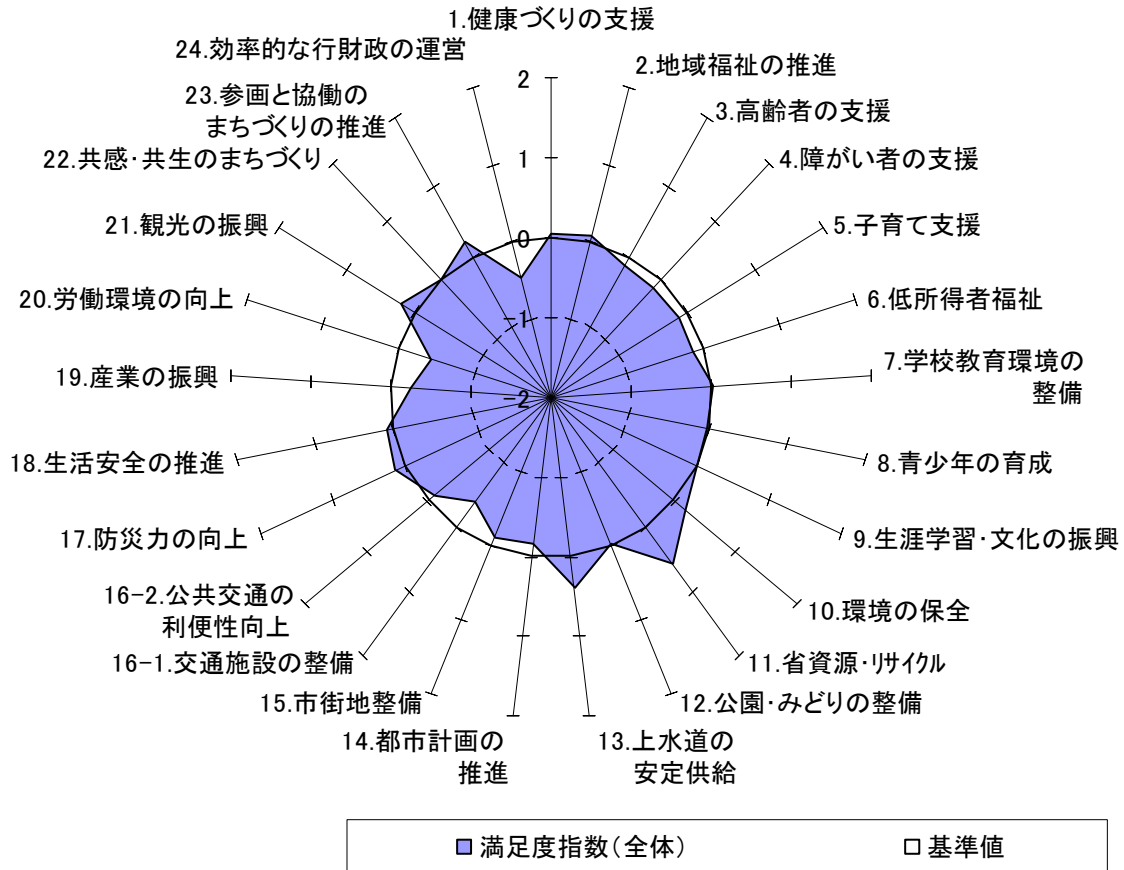 1.健康づくりの支援
2.地域福祉の推進
3.高齢者の支援
4.障がい者の支援
5.子育て支援
6.低所得者福祉
7.学校教育環境の
整備
8.青少年の育成
9.生涯学習･文化の振興
10.環境の保全
11.省資源･ﾘｻｲｸﾙ
12.公園･みどりの整備
13.上水道の
安定供給
14.都市計画の
推進
15.市街地整備
16-1.交通施設の整備
16-2.公共交通の
利便性向上
17.防災力の向上
18.生活安全の推進
19.産業の振興
20.労働環境の向上
21.観光の振興
22.共感･共生のまちづくり
23.参画と協働の
まちづくりの推進
24.効率的な行財政の運営
2
1
0
-1
-2
満足度指数(全体)
基準値